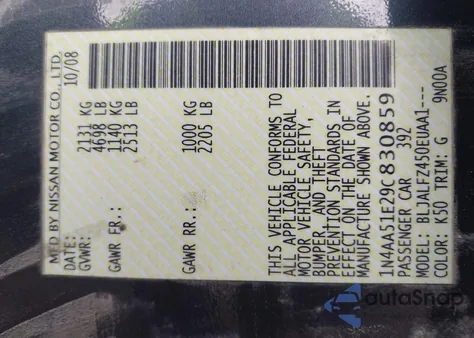 MFD BY NISSAN MOTOR CO., LTD.
DATE: 10/08
GVWR: 2131 KG
4698 LB
GAWR FR.: 1140 KG
2513 LB
GAWR RR.: 1000 KG
2205 LB
THIS VEHICLE CONFORMS TO
ALL APPLICABLE FEDERAL
MOTOR VEHICLE SAFETY,
BUMPER, AND THEFT
PREVENTION STANDARDS IN
EFFECT ON THE DATE OF
MANUFACTURE SHOWN ABOVE.
1N4AA51E29C830859
PASSENGER CAR 392
MODEL: BLJALFZ450EUAA1---
COLOR: K50 TRIM: G 9N00A
autaSnap